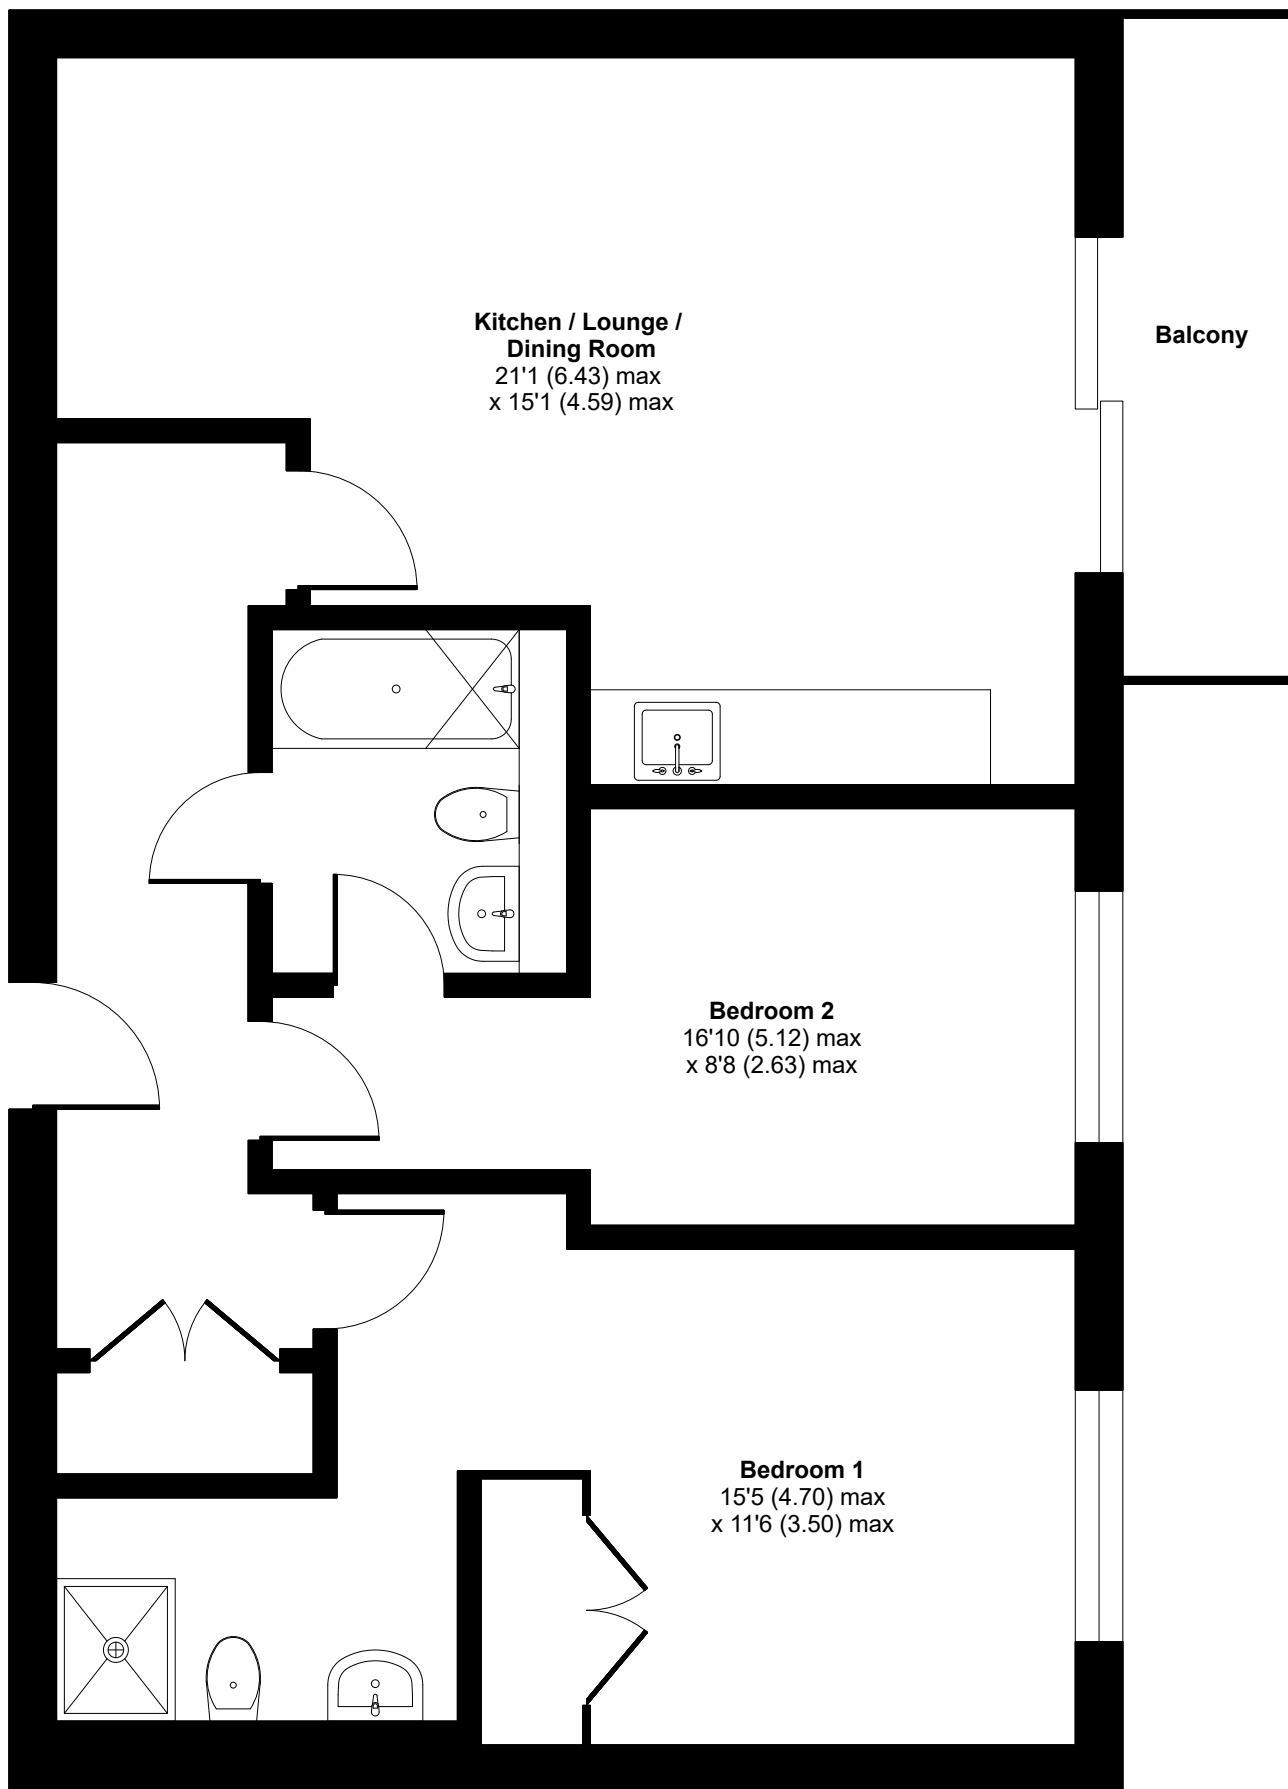 Kitchen / Lounge /
Dining Room
21'1 (6.43) max
x 15'1 (4.59) max
Balcony
Bedroom 2
16'10 (5.12) max
x 8'8 (2.63) max
Bedroom 1
15'5 (4.70) max
x 11'6 (3.50) max